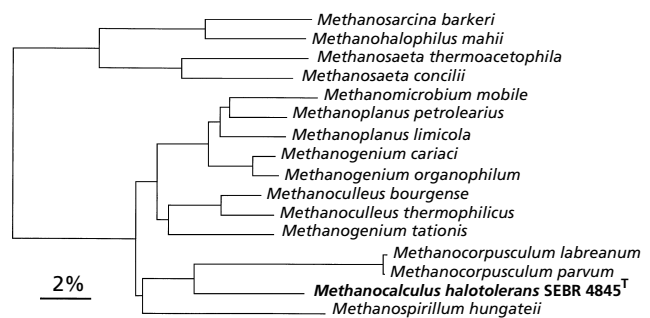 Methanosarcina barkeri
Methanohalophilus mahii
Methanosaeta thermoacetophila
Methanosaeta concilii
Methanomicrobium mobile
Methanoplanus petrolearius
Methanoplanus limicola
Methanogenium cariaci
Methanogenium organophilum
Methanoculleus bourgense
Methanoculleus thermophilicus
Methanogenium tationis
Methanocorpusculum labreanum
Methanocorpusculum parvum
Methanocalculus halotolerans SEBR 4845T
Methanospirillum hungateii
2%